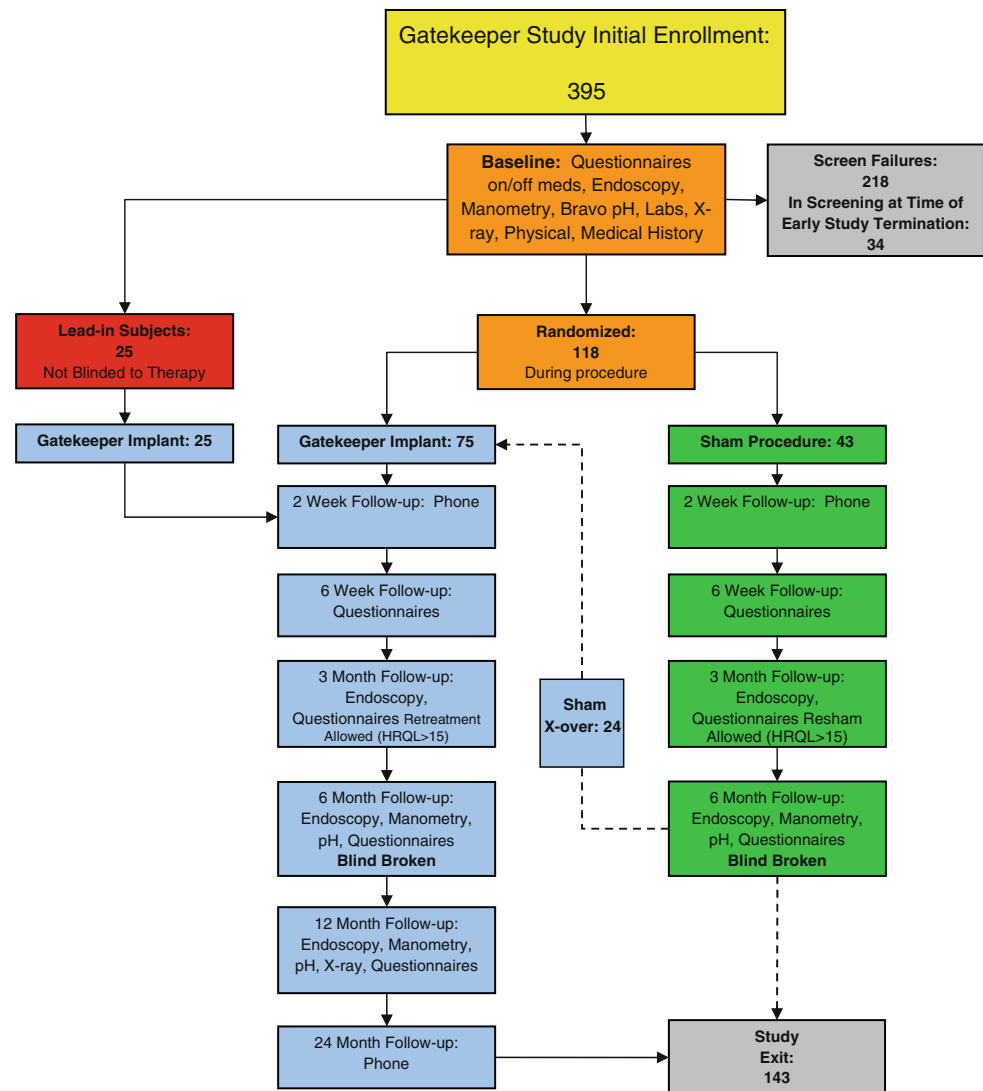 Gatekeeper Study Initial Enrollment:
395
Baseline: Questionnaires
on/off meds, Endoscopy,
Manometry, Bravo pH, Labs, X-
ray, Physical, Medical History
Screen Failures:
218
In Screening at Time of
Early Study Termination:
34
Lead-in Subjects:
25
Not Blinded to Therapy
Randomized:
118
During procedure
Gatekeeper Implant: 25
Gatekeeper Implant: 75
Sham Procedure: 43
2 Week Follow-up: Phone
2 Week Follow-up: Phone
6 Week Follow-up:
Questionnaires
6 Week Follow-up:
Questionnaires
3 Month Follow-up:
Endoscopy,
Questionnaires Retreatment
Allowed (HRQL>15)
Sham
X-over: 24
3 Month Follow-up:
Endoscopy,
Questionnaires Resham
Allowed (HRQL>15)
6 Month Follow-up:
Endoscopy, Manometry,
pH, Questionnaires
Blind Broken
6 Month Follow-up:
Endoscopy, Manometry,
pH, Questionnaires
Blind Broken
12 Month Follow-up:
Endoscopy, Manometry,
pH, X-ray, Questionnaires
24 Month Follow-up:
Phone
Study
Exit:
143